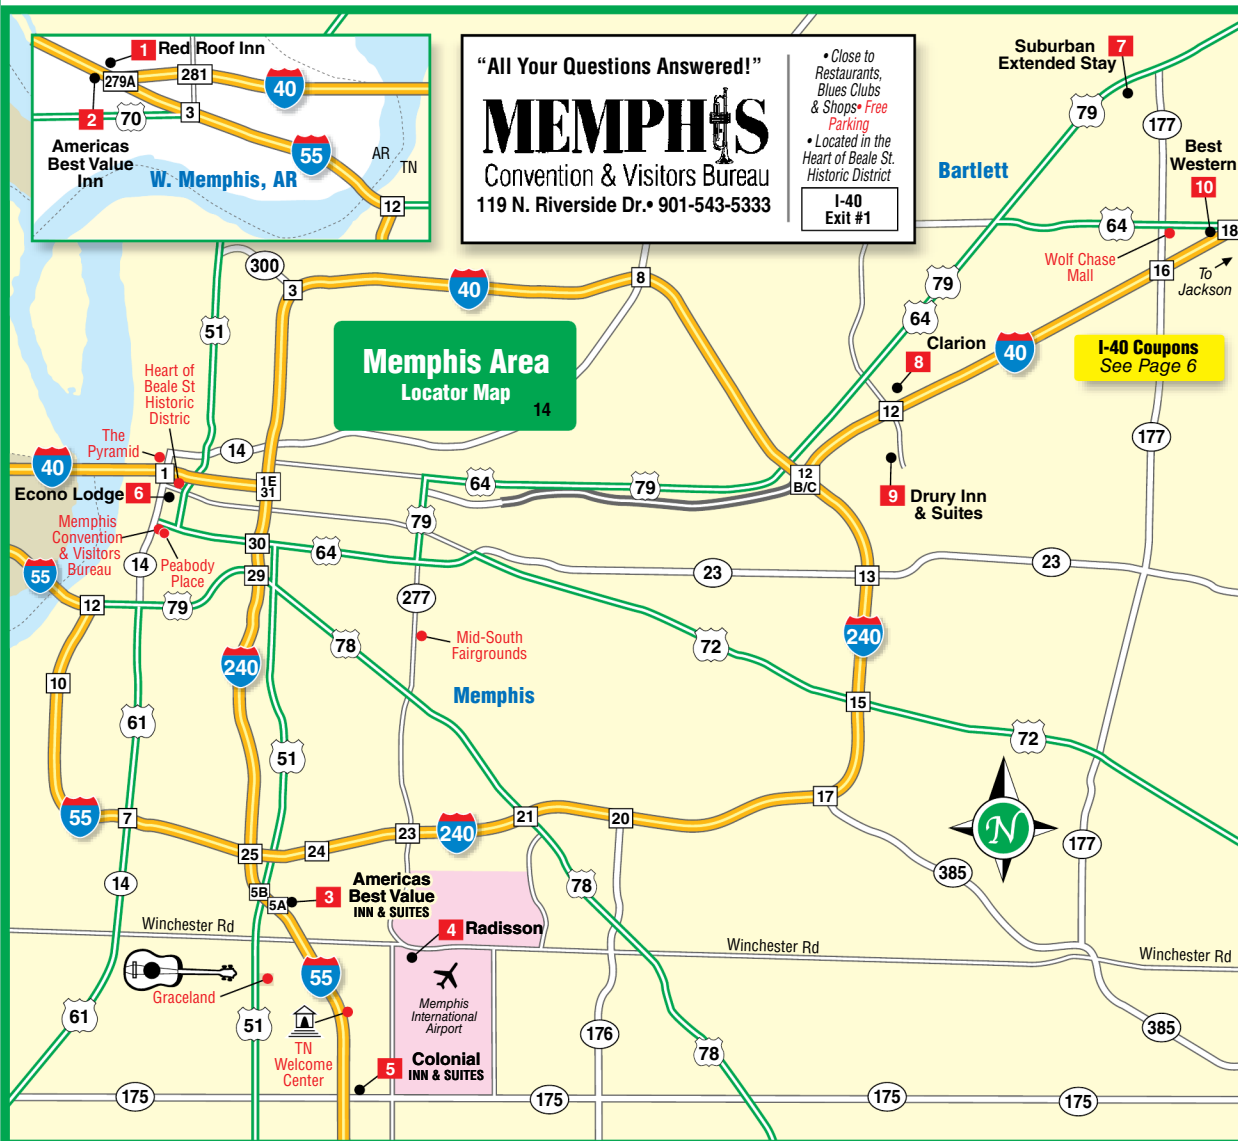 1 Red Roof Inn
279A
281
40
2
70
3
Americas
Best Value
Inn
55
W. Memphis, AR
AR
TN
12
“All Your Questions Answered!”
MEMPHIS
Convention & Visitors Bureau
119 N. Riverside Dr.• 901-543-5333
• Close to
Restaurants,
Blues Clubs
& Shops• Free
Parking
• Located in the
Heart of Beale St.
Historic District
I-40
Exit #1
Suburban
Extended Stay
7
79
177
Bartlett
Best
Western
10
64
18
Wolf Chase
Mall
16
To
Jackson
300
3
40
8
79
51
64
Clarion
8
40
I-40 Coupons
See Page 6
Memphis Area
Locator Map
14
Heart of
Beale St
Historic
Distric
12
The
Pyramid
14
177
40
1
1E
31
64
79
12
B/C
Econo Lodge 6
9
Drury Inn
& Suites
Memphis
Convention
& Visitors
Bureau
79
30
64
14
Peabody
Place
55
29
23
13
23
12
79
277
78
Mid-South
Fairgrounds
240
72
240
10
Memphis
15
61
51
72
N
55
7
17
21
20
23
240
25
24
177
385
14
5B
5A
3
Americas
Best Value
INN & SUITES
78
Winchester Rd
4 Radisson
Winchester Rd
Winchester Rd
55
Graceland
Memphis
International
Airport
61
51
TN
Welcome
Center
176
385
78
5
Colonial
INN & SUITES
175
175
175
175